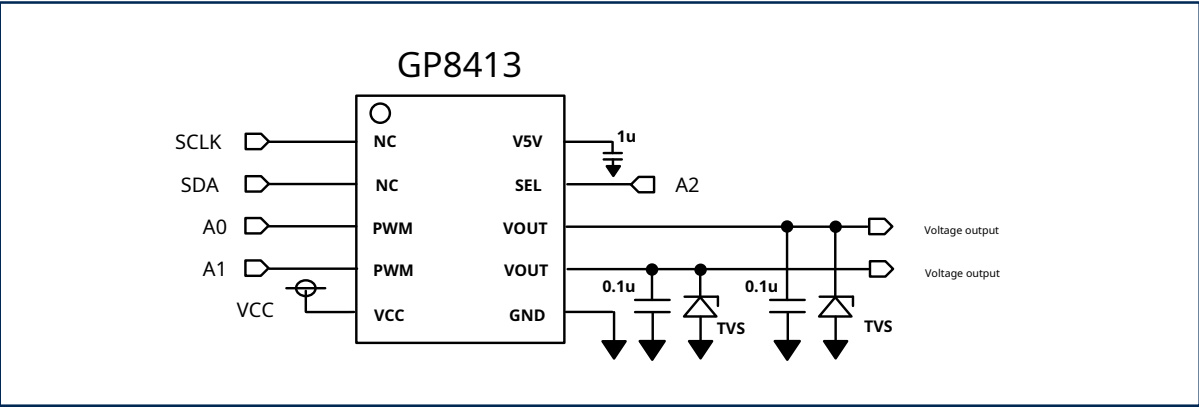 GP8413
SCLK NC V5V 1u
SDA NC SEL A2
A0 PWM VOUT Voltage output
A1 PWM VOUT Voltage output
0.1u 0.1u
VCC VCC GND
TVS TVS